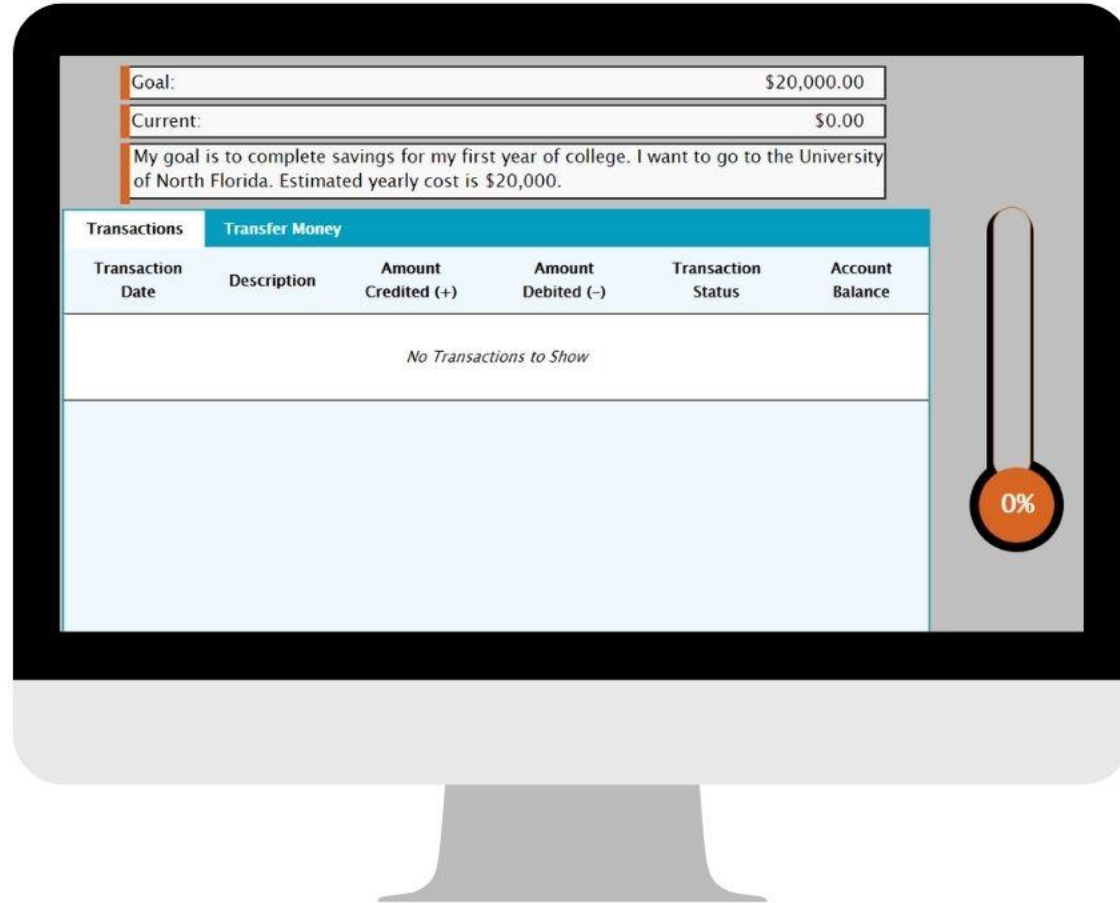 Goal: $20,000.00
Current: $0.00
My goal is to complete savings for my first year of college. I want to go to the University
of North Florida. Estimated yearly cost is $20,000.
Transactions Transfer Money
Transaction Date Description Amount Credited (+) Amount Debited (–) Transaction Status Account Balance
No Transactions to Show
0%